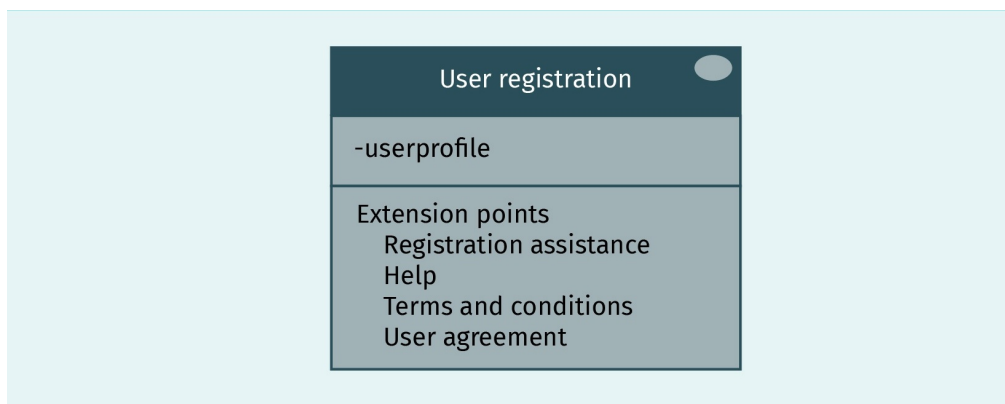 User registration
-userprofile
Extension points
Registration assistance
Help
Terms and conditions
User agreement